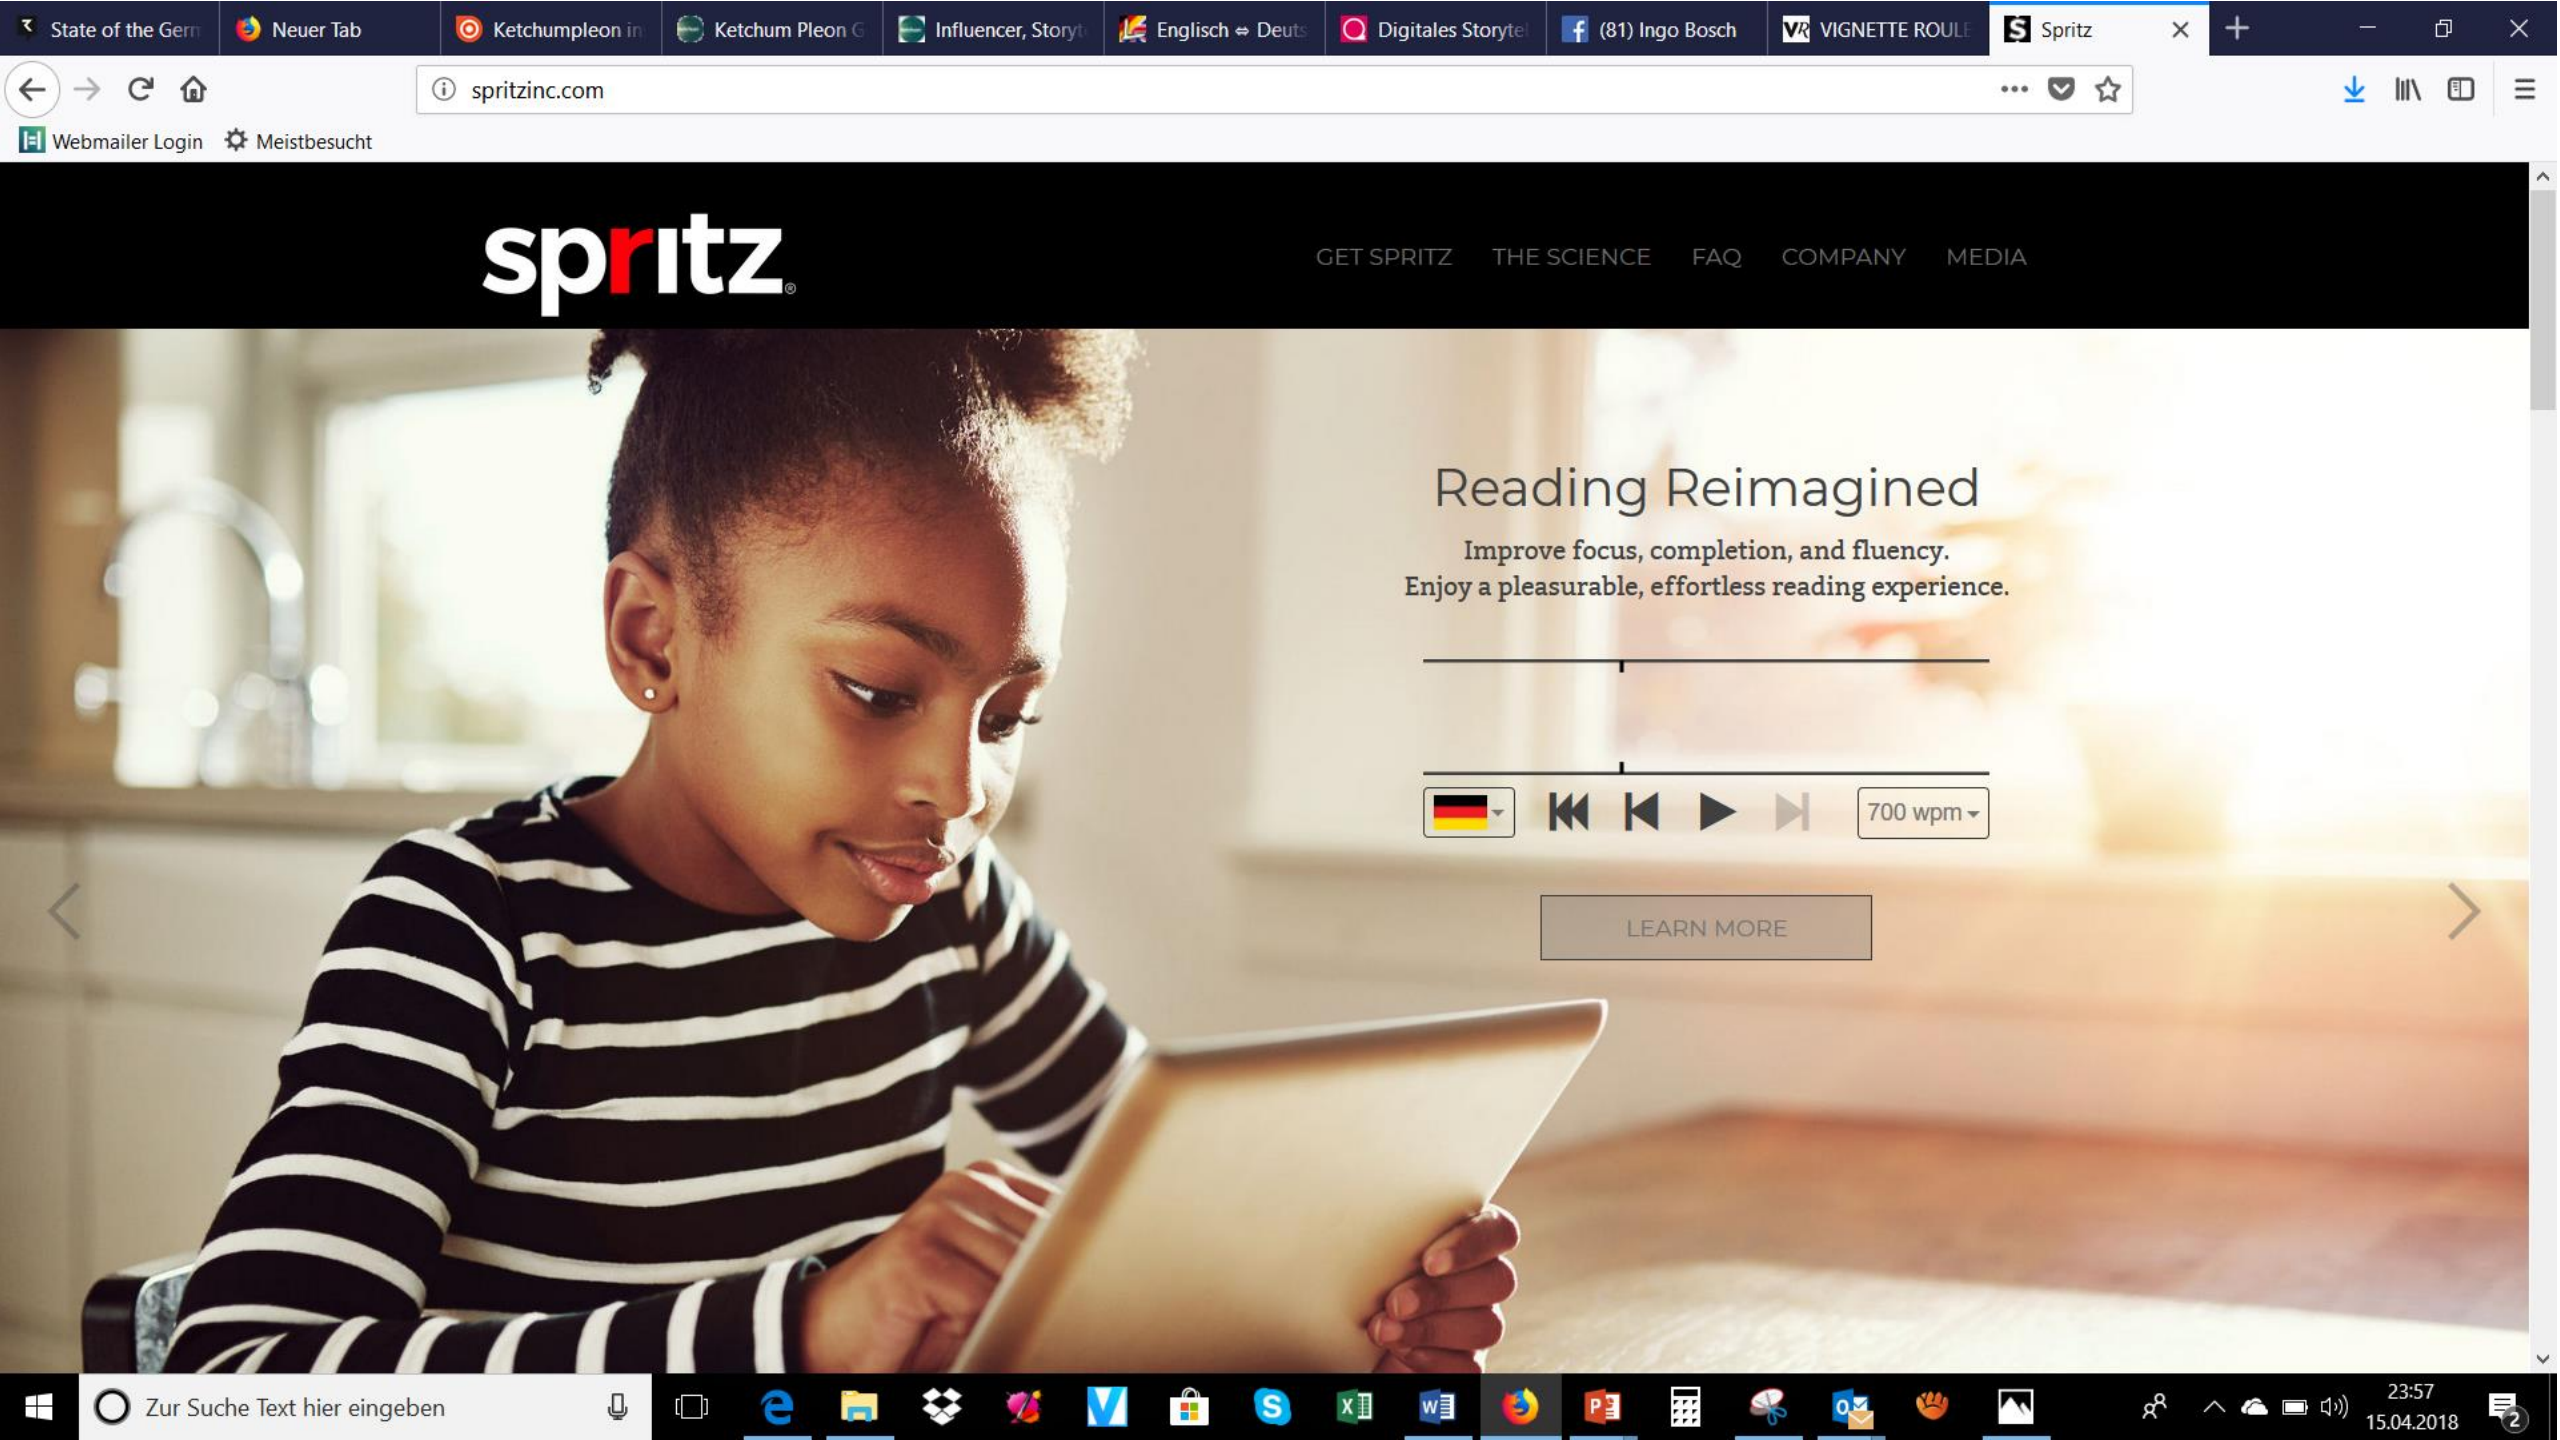 State of the Germ
Neuer Tab
Ketchumpleon in
Ketchum Pleon G
Influencer, Storyt
Englisch ⇔ Deuts
Digitales Storytel
(81) Ingo Bosch
VR VIGNETTE ROULE
Spritz
spritzinc.com
Webmailer Login
Meistbesucht
spritz®
GET SPRITZ
THE SCIENCE
FAQ
COMPANY
MEDIA
Reading Reimagined
Improve focus, completion, and fluency.
Enjoy a pleasurable, effortless reading experience.
700 wpm
LEARN MORE
Zur Suche Text hier eingeben
23:57
15.04.2018
2